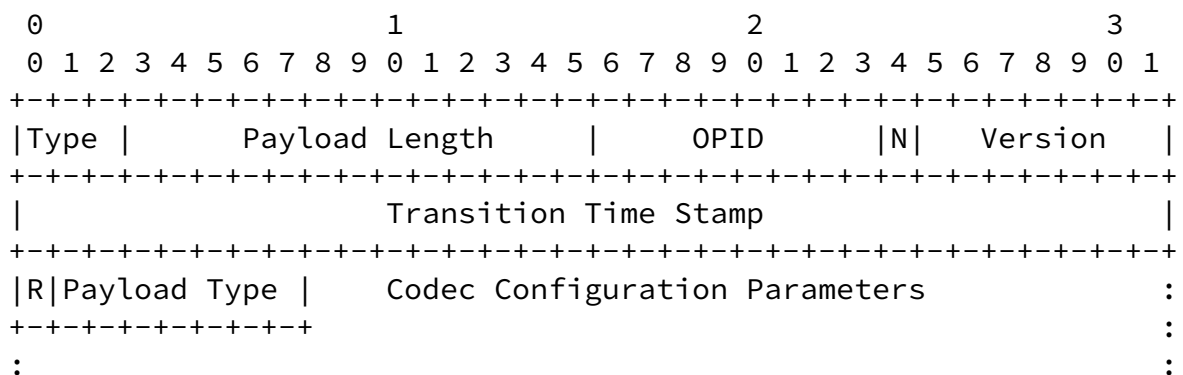 0                   1                   2                   3
 0 1 2 3 4 5 6 7 8 9 0 1 2 3 4 5 6 7 8 9 0 1 2 3 4 5 6 7 8 9 0 1
+-+-+-+-+-+-+-+-+-+-+-+-+-+-+-+-+-+-+-+-+-+-+-+-+-+-+-+-+-+-+-+-+
|Type |      Payload Length     |     OPID      |N|   Version   |
+-+-+-+-+-+-+-+-+-+-+-+-+-+-+-+-+-+-+-+-+-+-+-+-+-+-+-+-+-+-+-+-+
|                    Transition Time Stamp                      |
+-+-+-+-+-+-+-+-+-+-+-+-+-+-+-+-+-+-+-+-+-+-+-+-+-+-+-+-+-+-+-+-+
|R|Payload Type |    Codec Configuration Parameters             :
+-+-+-+-+-+-+-+-+                                               :
:                                                               :